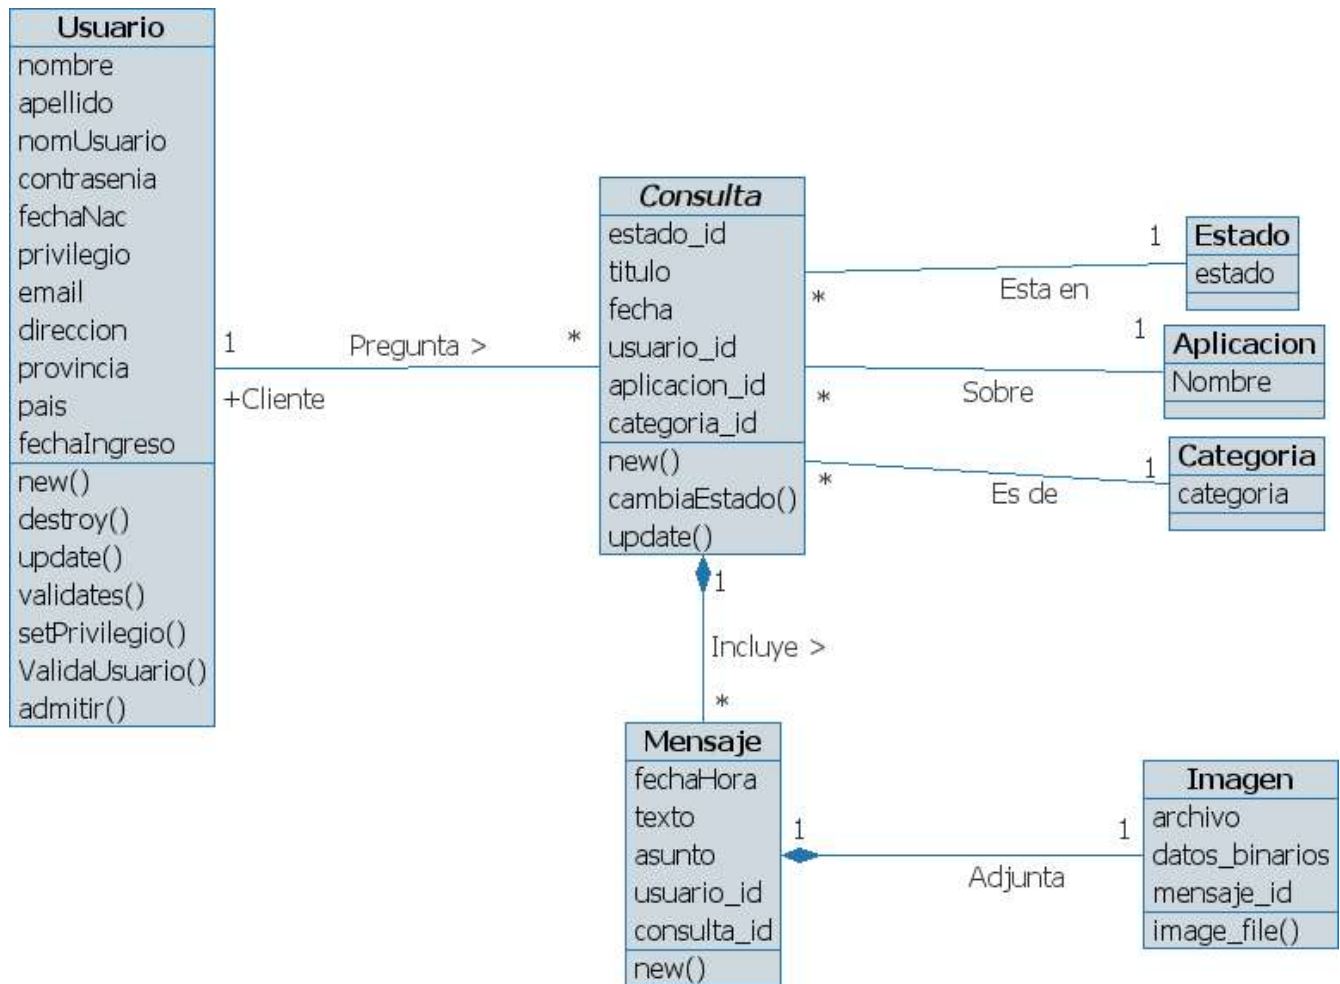 Usuario
nombre
apellido
nomUsuario
contrasenia
fechaNac
privilegio
email
direccion
provincia
pais
fechaIngreso
new()
destroy()
update()
validates()
setPrivilegio()
ValidaUsuario()
admitir()
1
Pregunta >
*
+Cliente
Consulta
estado_id
titulo
fecha
usuario_id
aplicacion_id
categoria_id
new()
cambiaEstado()
update()
1
*
Esta en
Estado
estado
1
*
Sobre
Aplicacion
Nombre
1
*
Es de
Categoria
categoria
1
Incluye >
*
Mensaje
fechaHora
texto
asunto
usuario_id
consulta_id
new()
1
1
Adjunta
Imagen
archivo
datos_binarios
mensaje_id
image_file()